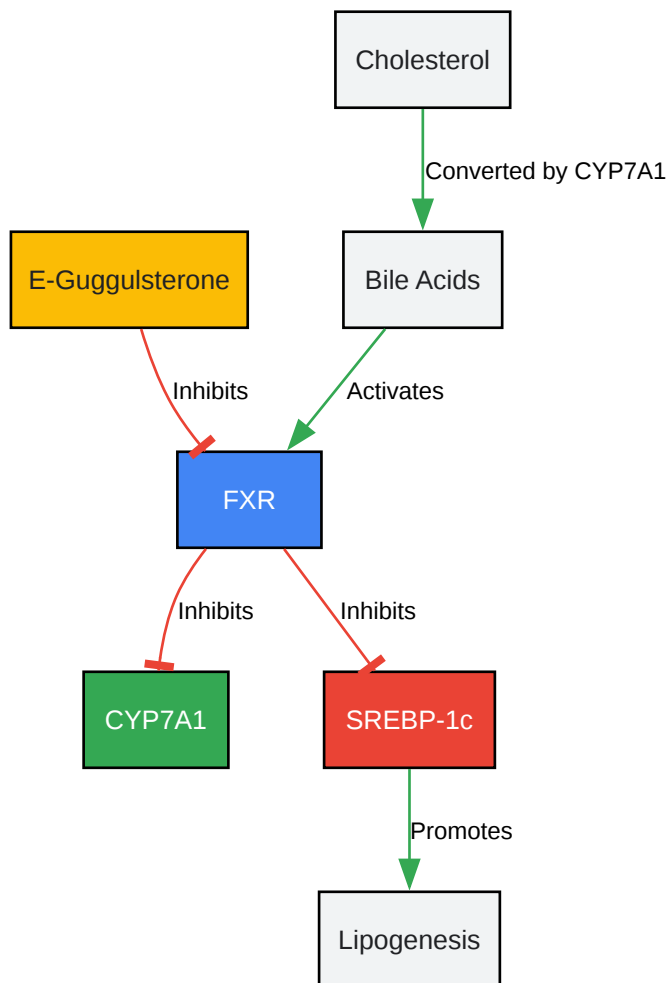 Cholesterol
Converted by CYP7A1
E-Guggulsterone
Bile Acids
Inhibits
Activates
FXR
Inhibits
Inhibits
CYP7A1
SREBP-1c
Promotes
Lipogenesis